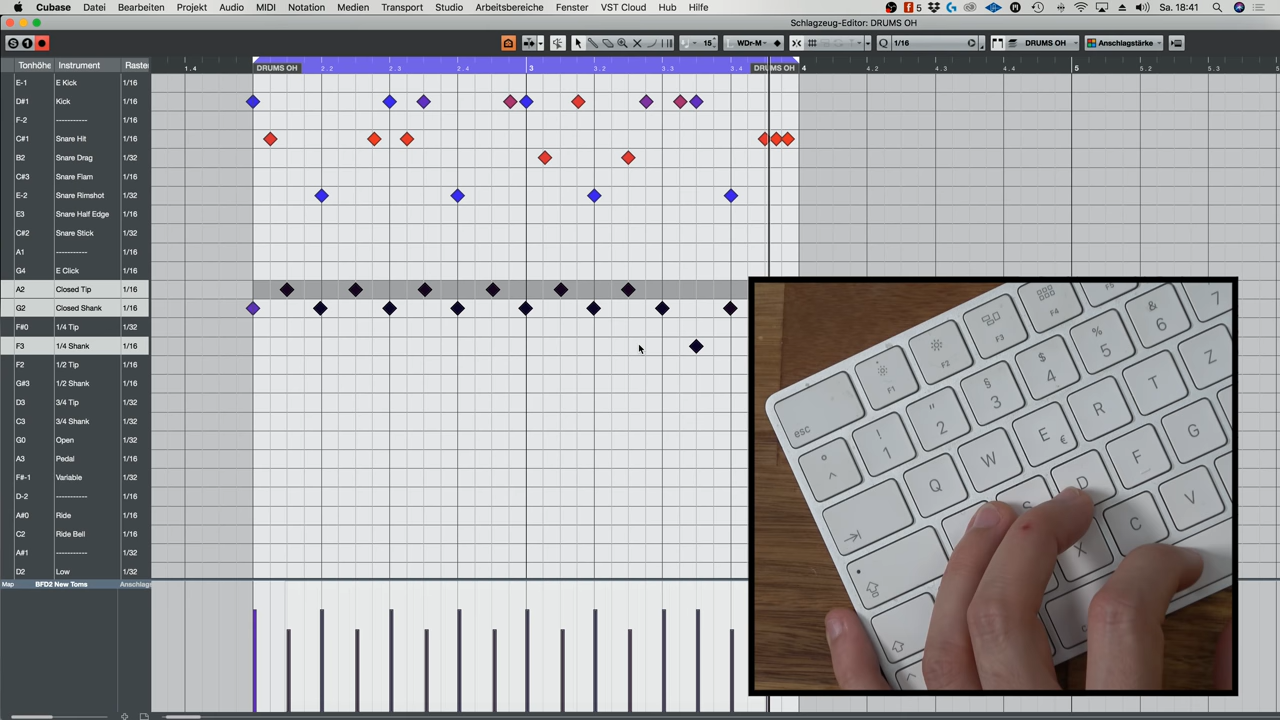 Cubase Datei Bearbeiten Projekt Audio MIDI Notation Medien Transport Studio Arbeitsbereiche Fenster VST Cloud Hub Hilfe 5 Sa. 18:41
Schlagzeug-Editor: DRUMS OH
S 1 15 WDr-M Q 1/16 DRUMS OH Anschlagstärke
Tonhöhe Instrument Raster 1.4 DRUMS OH 2.2 2.3 2.4 3 3.2 3.3 3.4 4 4.2 4.3 4.4 5 5.2 5.3
E-1 E Kick 1/16
D#1 Kick 1/16
F-2 ----------- 1/16
C#1 Snare Hit 1/16
B2 Snare Drag 1/32
C#3 Snare Flam 1/16
E-2 Snare Rimshot 1/32
E3 Snare Half Edge 1/16
C#2 Snare Stick 1/32
A1 ----------- 1/16
G4 E Click 1/16
A2 Closed Tip 1/16
G2 Closed Shank 1/16
F#0 1/4 Tip 1/32
F3 1/4 Shank 1/16
F2 1/2 Tip 1/16
G#3 1/2 Shank 1/16
D3 3/4 Tip 1/16
C3 3/4 Shank 1/16
G0 Open 1/16
A3 Pedal 1/16
F#-1 Variable 1/32
D-2 ----------- 1/16
A#0 Ride 1/16
C2 Ride Bell 1/16
A#1 ----------- 1/32
D2 Low 1/32
Map BFD2 New Toms Anschlage
esc F1 F2 F3 F4
° ^ ! 1 " 2 § 3 $ 4 % 5 & 6 7
Q W E € R T Z
S D F G
X C V